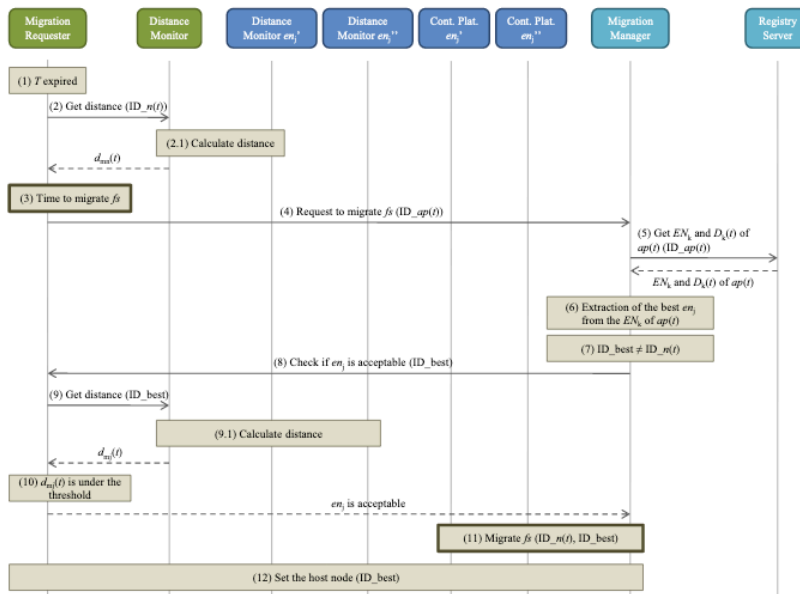 Migration
Requester
Distance
Monitor
Distance
Monitor enj’
Distance
Monitor enj’’
Cont. Plat.
enj’
Cont. Plat.
enj’’
Migration
Manager
Registry
Server
(1) T expired
(2) Get distance (ID_n(t))
(2.1) Calculate distance
dmn(t)
(3) Time to migrate fs
(4) Request to migrate fs (ID_ap(t))
(5) Get ENk and Dk(t) of
ap(t) (ID_ap(t))
ENk and Dk(t) of ap(t)
(6) Extraction of the best enj
from the ENk of ap(t)
(7) ID_best ≠ ID_n(t)
(8) Check if enj is acceptable (ID_best)
(9) Get distance (ID_best)
(9.1) Calculate distance
dmj(t)
(10) dmj(t) is under the
threshold
enj is acceptable
(11) Migrate fs (ID_n(t), ID_best)
(12) Set the host node (ID_best)